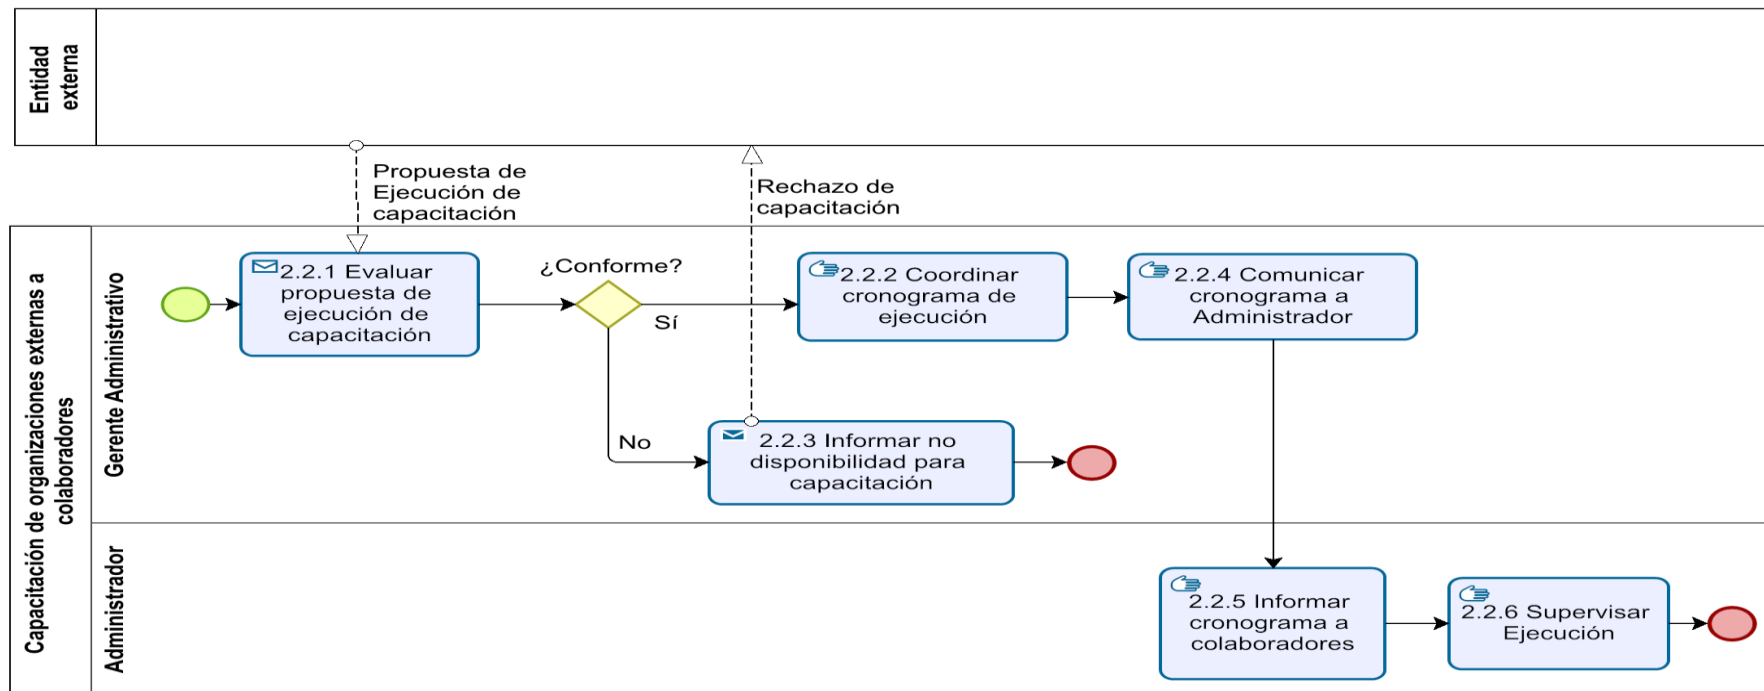 Entidad
externa
Propuesta de
Ejecución de
capacitación
Rechazo de
capacitación
Capacitación de organizaciones externas a
colaboradores
Gerente Administrativo
2.2.1 Evaluar
propuesta de
ejecución de
capacitación
¿Conforme?
Sí
No
2.2.2 Coordinar
cronograma de
ejecución
2.2.4 Comunicar
cronograma a
Administrador
2.2.3 Informar no
disponibilidad para
capacitación
Administrador
2.2.5 Informar
cronograma a
colaboradores
2.2.6 Supervisar
Ejecución